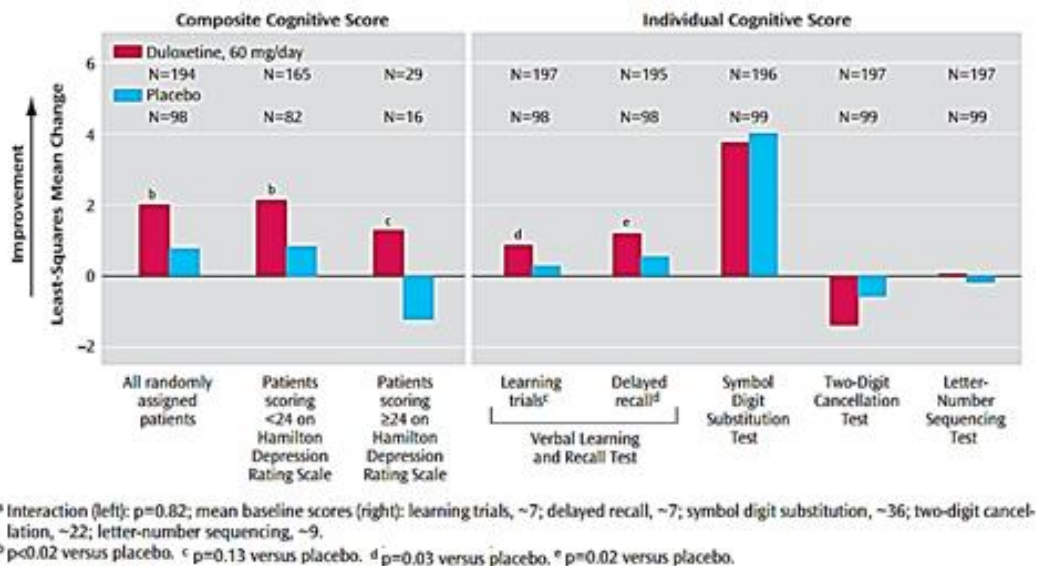 Composite Cognitive Score
Individual Cognitive Score
Duloxetine, 60 mg/day
N=194 N=165 N=29 N=197 N=195 N=196 N=197 N=197
Placebo
N=98 N=82 N=16 N=98 N=98 N=99 N=99 N=99
Improvement
Least-Squares Mean Change
6
4
2
0
−2
b
b
c
d
e
All randomly
assigned
patients
Patients
scoring
<24 on
Hamilton
Depression
Rating Scale
Patients
scoring
≥24 on
Hamilton
Depression
Rating Scale
Learning
trialsᶜ
Delayed
recallᵈ
Verbal Learning
and Recall Test
Symbol
Digit
Substitution
Test
Two-Digit
Cancellation
Test
Letter-
Number
Sequencing
Test
ᵃ Interaction (left): p=0.82; mean baseline scores (right): learning trials, ~7; delayed recall, ~7; symbol digit substitution, ~36; two-digit cancel-
lation, ~22; letter-number sequencing, ~9.
ᵇ p<0.02 versus placebo. ᶜ p=0.13 versus placebo. ᵈ p=0.03 versus placebo. ᵉ p=0.02 versus placebo.